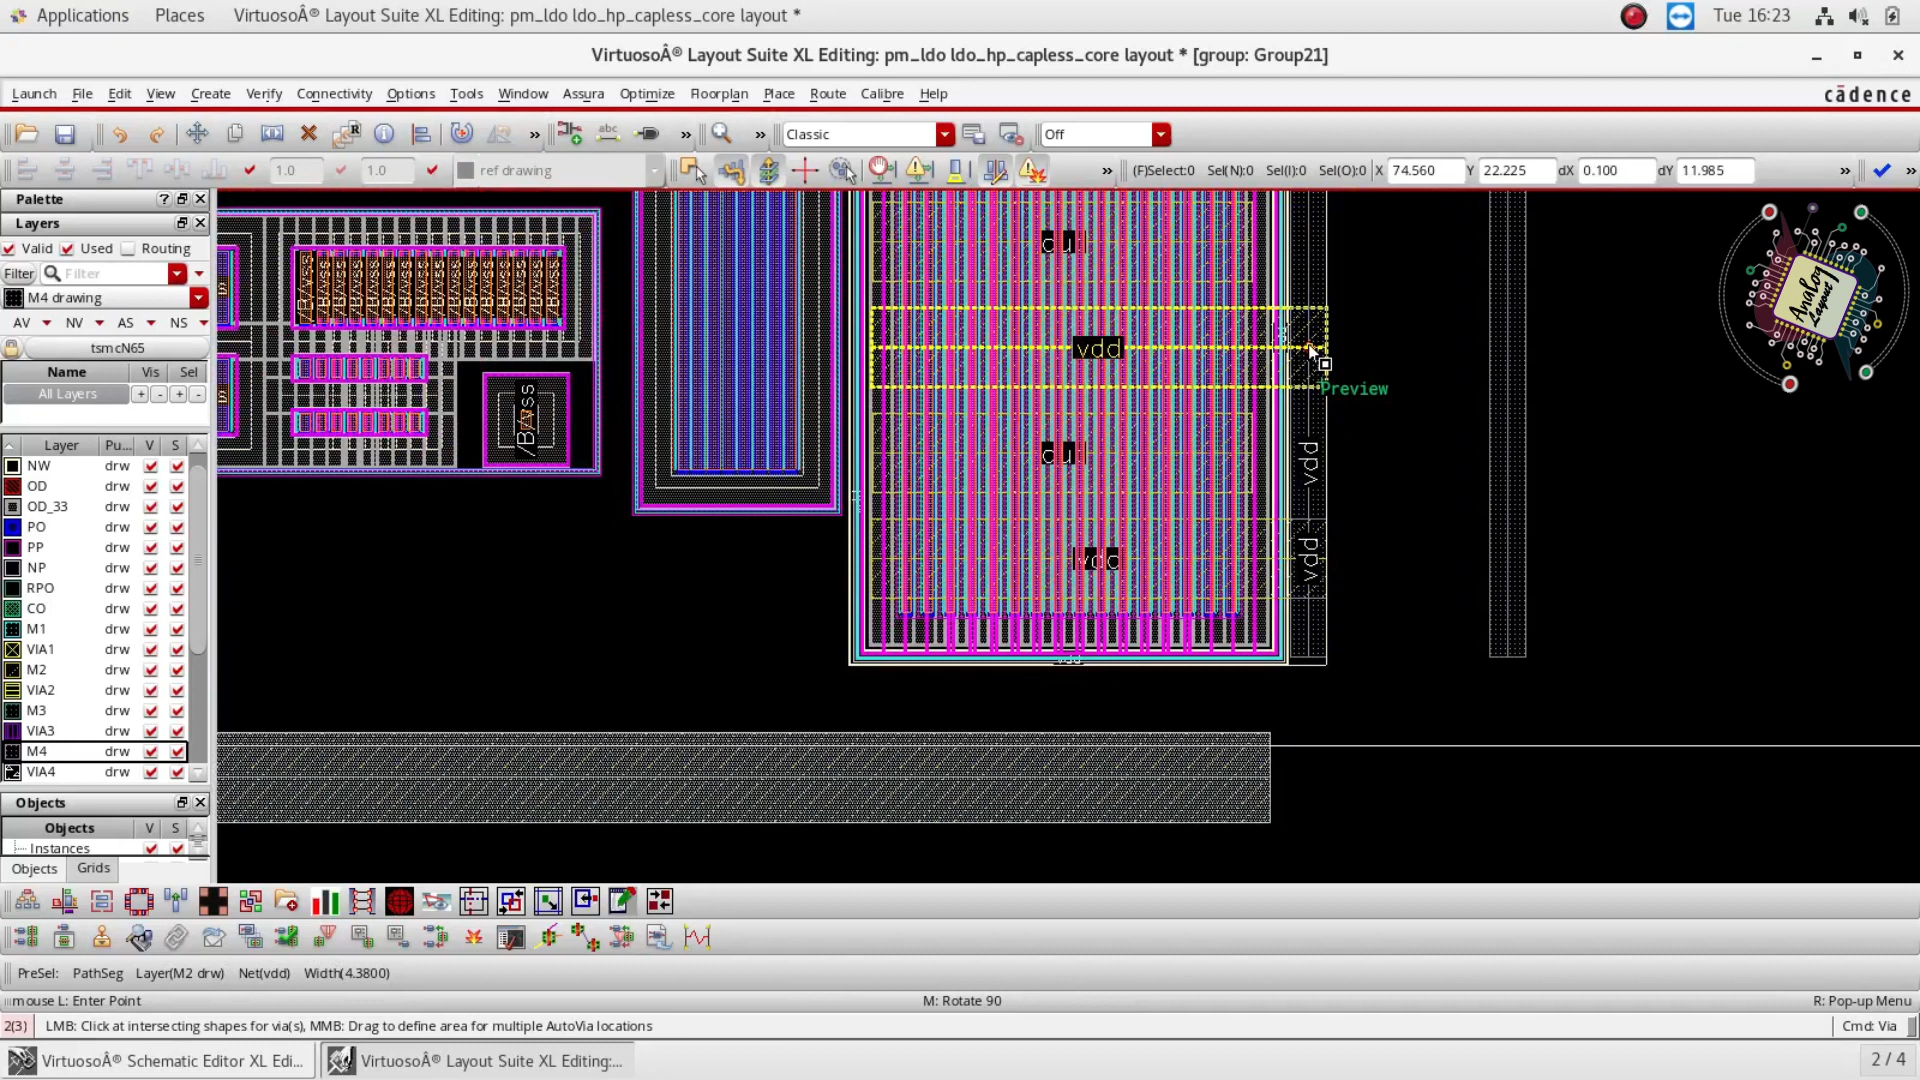 Applications Places VirtuosoÂ® Layout Suite XL Editing: pm_ldo ldo_hp_capless_core layout * Tue 16:23
VirtuosoÂ® Layout Suite XL Editing: pm_ldo ldo_hp_capless_core layout * [group: Group21]
Launch File Edit View Create Verify Connectivity Options Tools Window Assura Optimize Floorplan Place Route Calibre Help cādence
R abc » » » Classic Off
1.0 1.0 ref drawing » (F)Select:0 Sel(N):0 Sel(I):0 Sel(O):0 X 74.560 Y 22.225 dX 0.100 dY 11.985 » »
Palette ?
Layers
Valid Used Routing
Filter Filter
M4 drawing
AV NV AS NS
tsmcN65
Name Vis Sel
All Layers + - + -
Layer Pu... V S
NW drw
OD drw
OD_33 drw
PO drw
PP drw
NP drw
RPO drw
CO drw
M1 drw
VIA1 drw
M2 drw
VIA2 drw
M3 drw
VIA3 drw
M4 drw
VIA4 drw
Objects
Objects V S
Instances
Objects Grids
vdd
Preview
vdd
vdd
vdd
Analog
Layout
PreSel: PathSeg Layer(M2 drw) Net(vdd) Width(4.3800)
mouse L: Enter Point M: Rotate 90 R: Pop-up Menu
2(3) LMB: Click at intersecting shapes for via(s), MMB: Drag to define area for multiple AutoVia locations Cmd: Via
VirtuosoÂ® Schematic Editor XL Edi... VirtuosoÂ® Layout Suite XL Editing:... 2 / 4